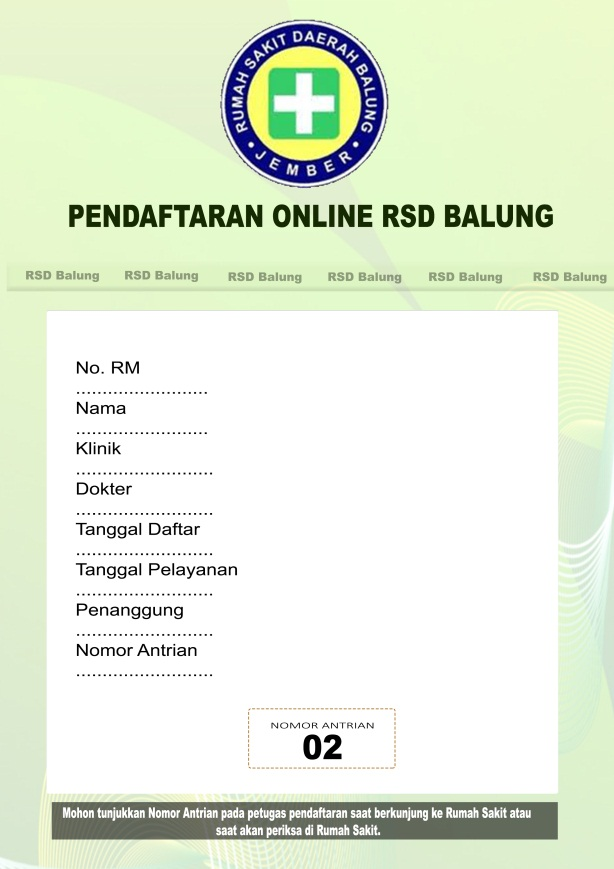 RUMAH SAKIT DAERAH BALUNG
• JEMBER •
PENDAFTARAN ONLINE RSD BALUNG
RSD Balung RSD Balung RSD Balung RSD Balung RSD Balung RSD Balung
No. RM
.........................
Nama
.........................
Klinik
..........................
Dokter
..........................
Tanggal Daftar
..........................
Tanggal Pelayanan
..........................
Penanggung
..........................
Nomor Antrian
..........................
NOMOR ANTRIAN
02
Mohon tunjukkan Nomor Antrian pada petugas pendaftaran saat berkunjung ke Rumah Sakit atau
saat akan periksa di Rumah Sakit.